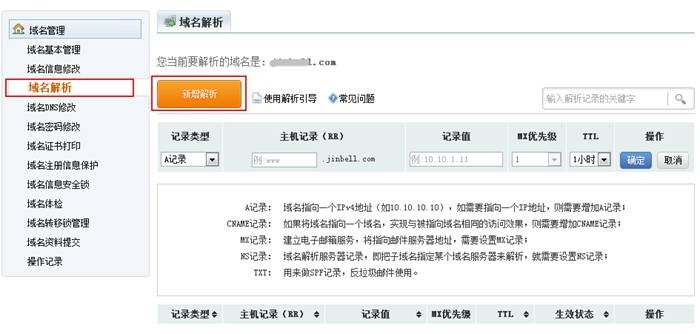 域名管理
域名基本管理
域名信息修改
域名解析
域名DNS修改
域名密码修改
域名证书打印
域名注册信息保护
域名信息安全锁
域名体检
域名转移锁管理
域名资料提交
操作记录
域名解析
您当前要解析的域名是: ll.com
新增解析 使用解析引导 常见问题 输入解析记录的关键字
记录类型 主机记录（RR） 记录值 MX优先级 TTL 操作
A记录 例 www .jinbell.com 例 10.10.1.11 1 1小时 确定 取消
A记录： 域名指向一个IPv4地址（如10.10.10.10），如需要指向一个IP地址，则需要增加A记录；
CNAME记录： 如果将域名指向一个域名，实现与被指向域名相同的访问效果，则需要增加CNAME记录；
MX记录： 建立电子邮箱服务，将指向邮件服务器地址，需要设置MX记录；
NS记录： 域名解析服务器记录，即把子域名指定某个域名服务器来解析，就需要设置NS记录；
TXT： 用来做SPF记录，反垃圾邮件使用。
记录类型 主机记录（RR） 记录值 MX优先级 TTL 生效状态 操作